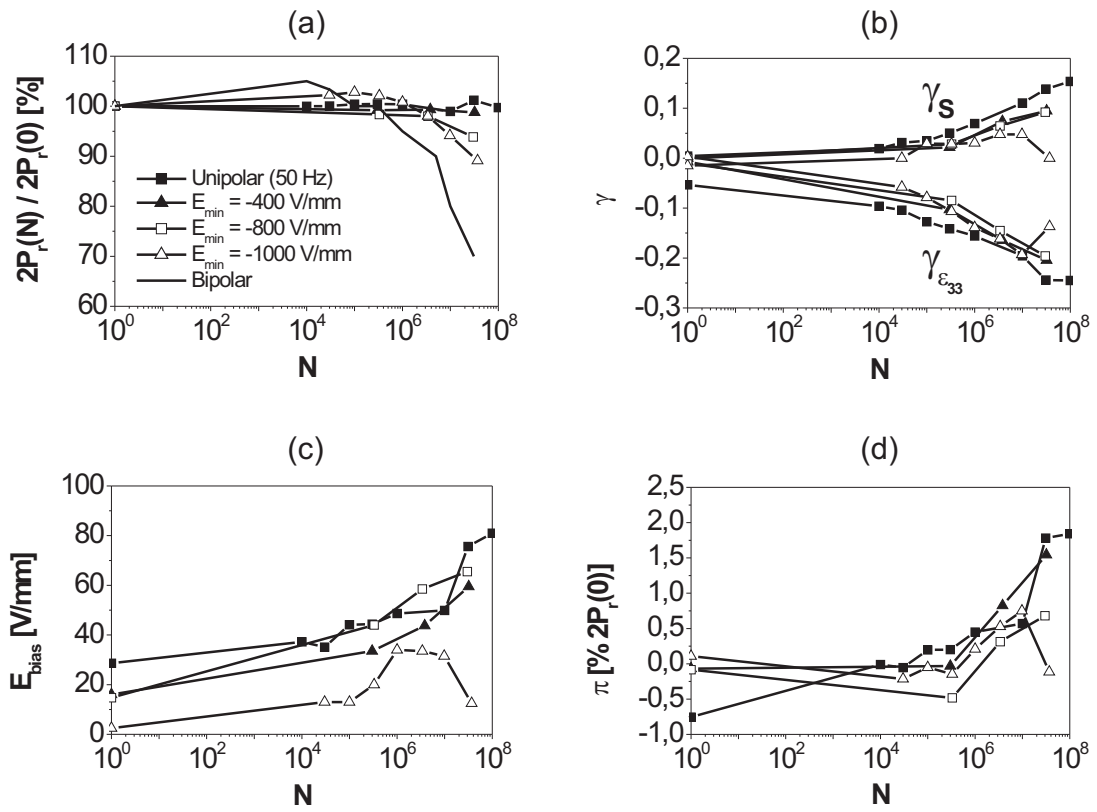 (a)
2Pr(N) / 2Pr(0) [%]
110
100
90
80
70
60
Unipolar (50 Hz)
Emin = -400 V/mm
Emin = -800 V/mm
Emin = -1000 V/mm
Bipolar
10^0 10^2 10^4 10^6 10^8
N
(b)
γ
0,2
0,1
0,0
-0,1
-0,2
-0,3
γS
γε33
10^0 10^2 10^4 10^6 10^8
N
(c)
Ebias [V/mm]
100
80
60
40
20
0
10^0 10^2 10^4 10^6 10^8
N
(d)
π [% 2Pr(0)]
2,5
2,0
1,5
1,0
0,5
0,0
-0,5
-1,0
10^0 10^2 10^4 10^6 10^8
N